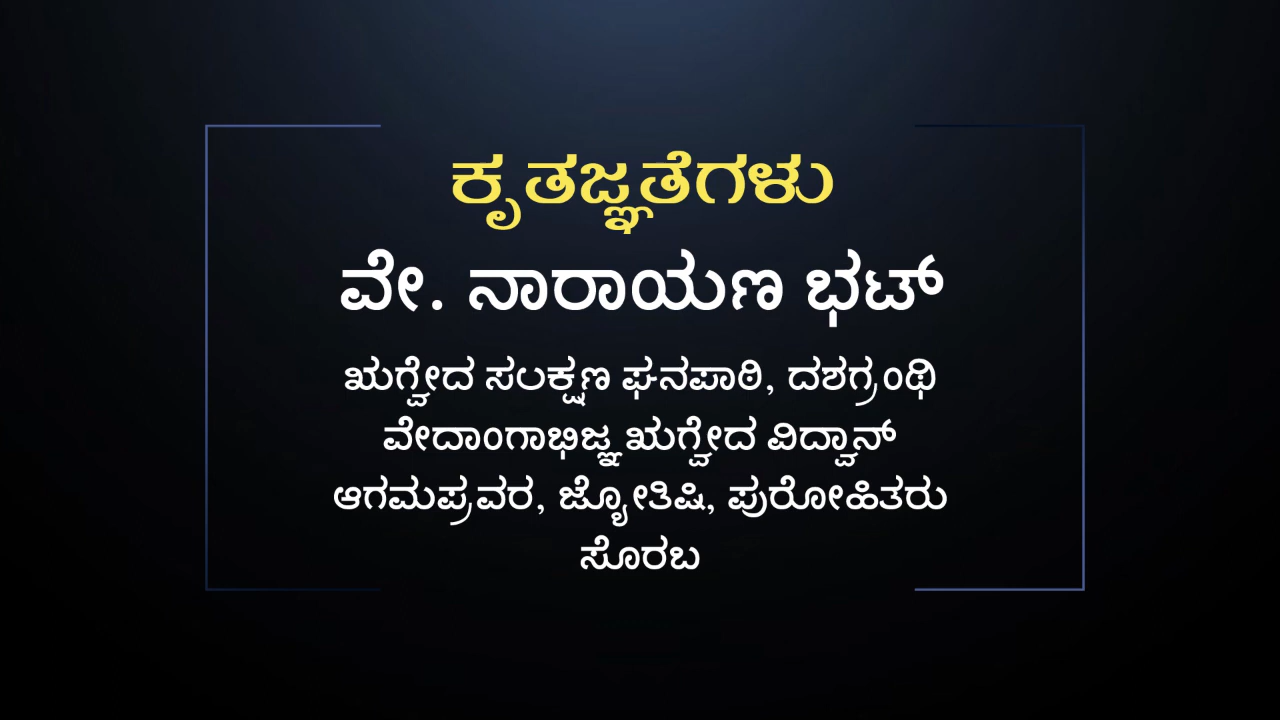 ಕೃತಜ್ಞತೆಗಳು
ವೇ. ನಾರಾಯಣ ಭಟ್
ಋಗ್ವೇದ ಸಲಕ್ಷಣ ಘನಪಾಠಿ, ದಶಗ್ರಂಥಿ
ವೇದಾಂಗಾಭಿಜ್ಞ ಋಗ್ವೇದ ವಿದ್ವಾನ್
ಆಗಮಪ್ರವರ, ಜ್ಯೋತಿಷಿ, ಪುರೋಹಿತರು
ಸೊರಬ